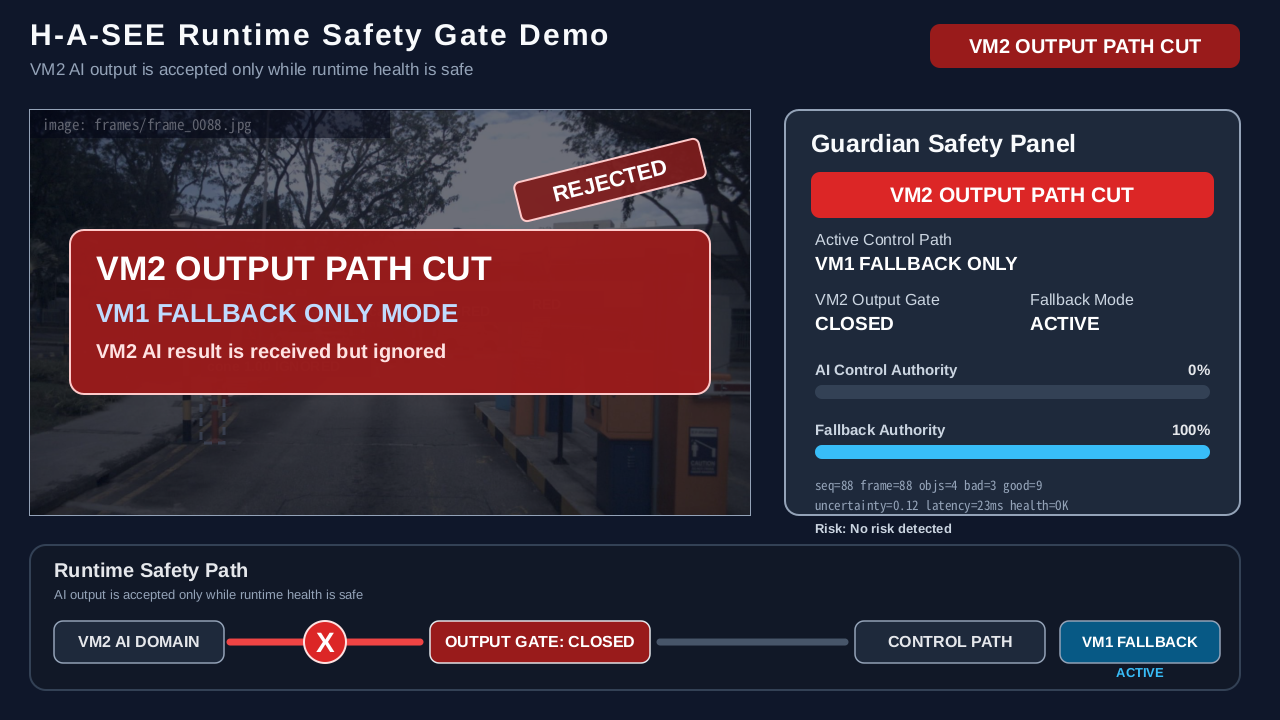 H-A-SEE Runtime Safety Gate Demo
VM2 AI output is accepted only while runtime health is safe
VM2 OUTPUT PATH CUT
image: frames/frame_0088.jpg
REJECTED
VM2 OUTPUT PATH CUT
VM1 FALLBACK ONLY MODE
VM2 AI result is received but ignored
CAUTION
Guardian Safety Panel
VM2 OUTPUT PATH CUT
Active Control Path
VM1 FALLBACK ONLY
VM2 Output Gate
CLOSED
Fallback Mode
ACTIVE
AI Control Authority 0%
Fallback Authority 100%
seq=88 frame=88 objs=4 bad=3 good=9
uncertainty=0.12 latency=23ms health=OK
Risk: No risk detected
Runtime Safety Path
AI output is accepted only while runtime health is safe
VM2 AI DOMAIN
X
OUTPUT GATE: CLOSED
CONTROL PATH
VM1 FALLBACK
ACTIVE